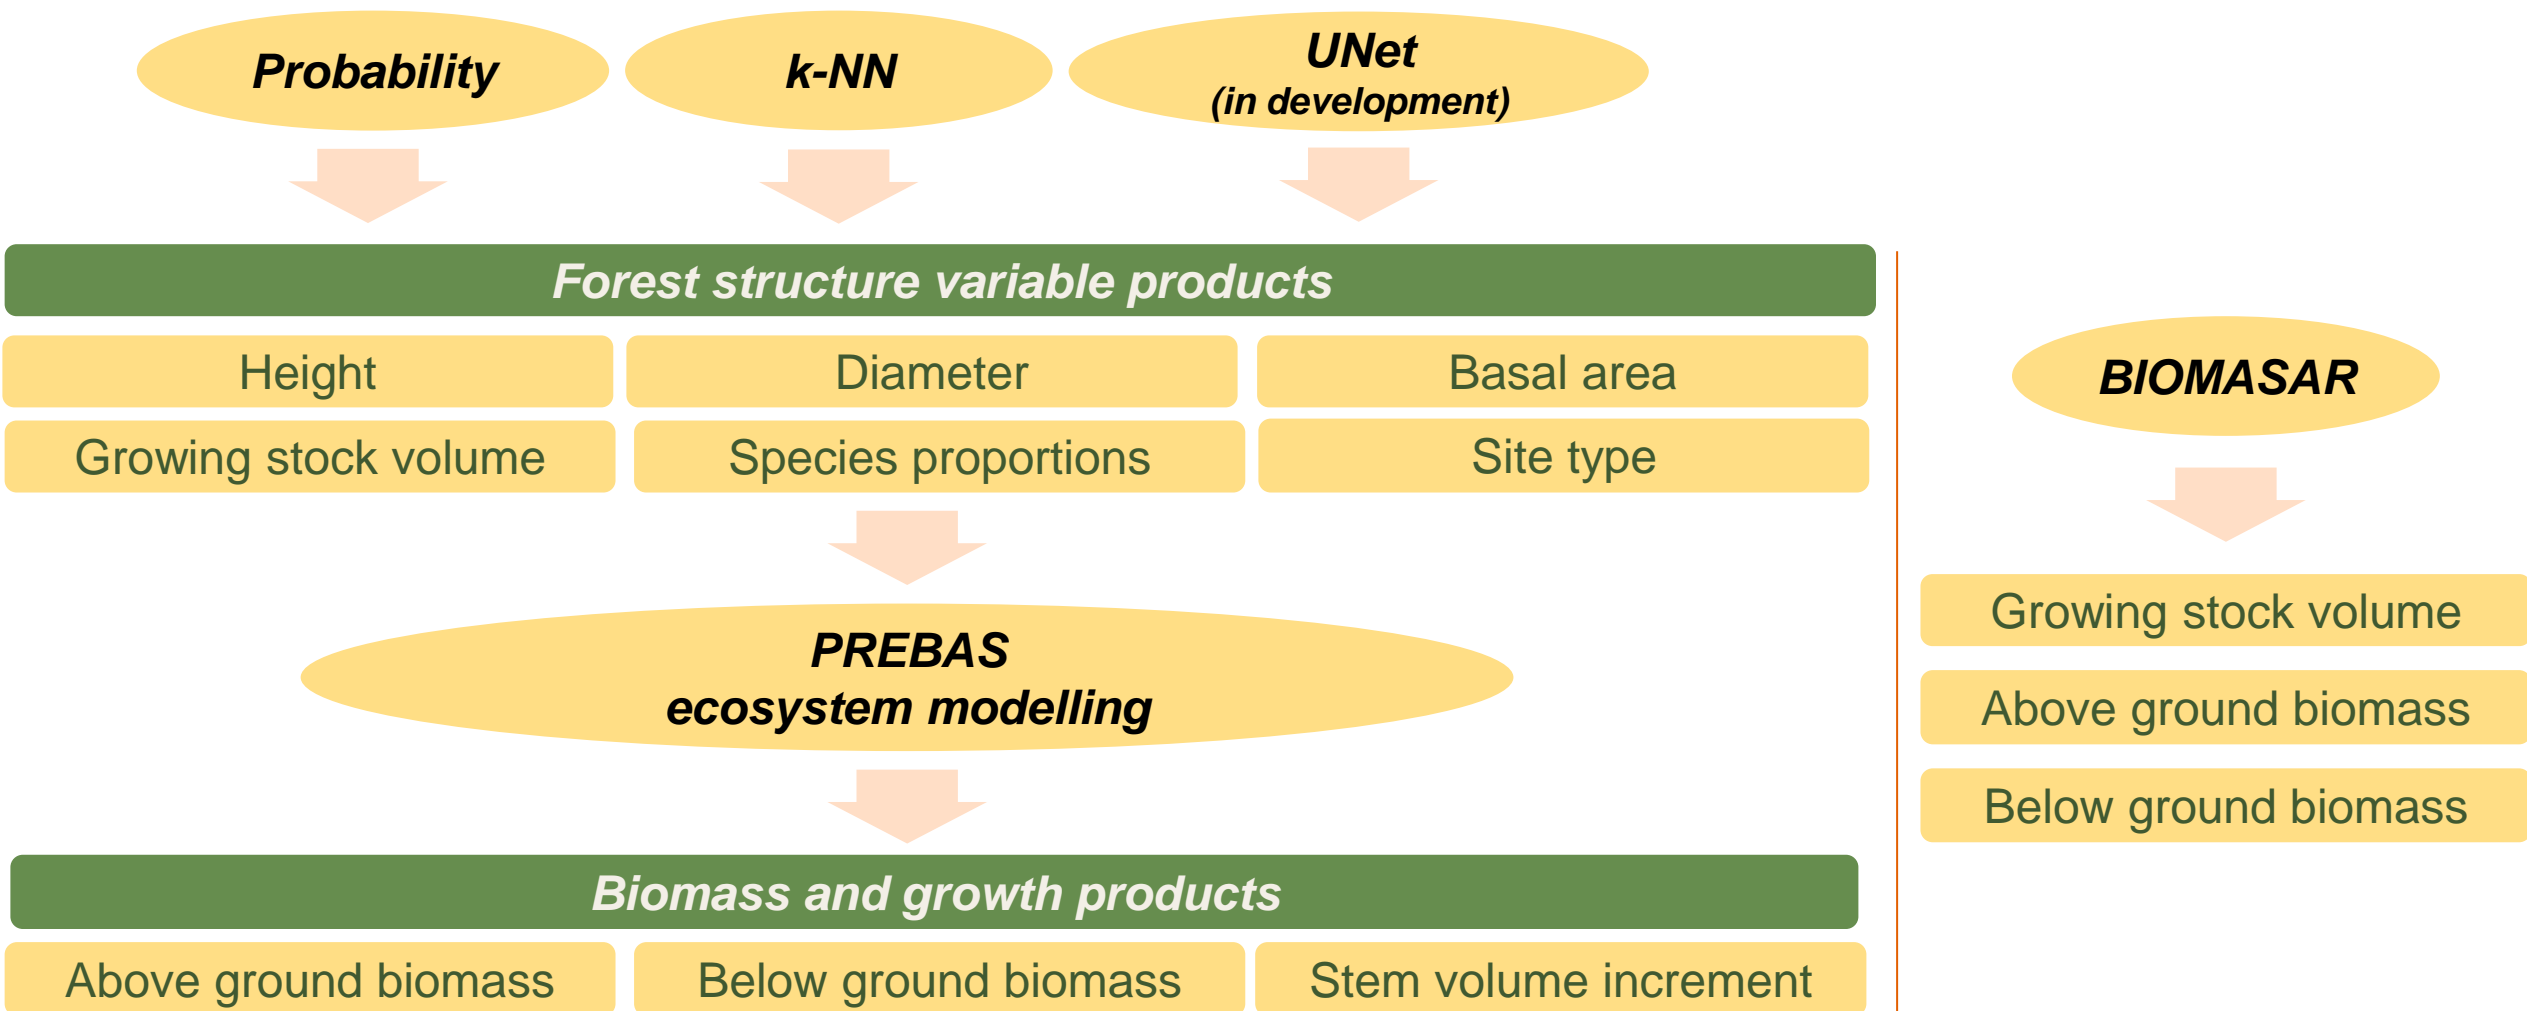 Probability
k-NN
UNet
(in development)
Forest structure variable products
Height
Diameter
Basal area
Growing stock volume
Species proportions
Site type
PREBAS
ecosystem modelling
Biomass and growth products
Above ground biomass
Below ground biomass
Stem volume increment
BIOMASAR
Growing stock volume
Above ground biomass
Below ground biomass